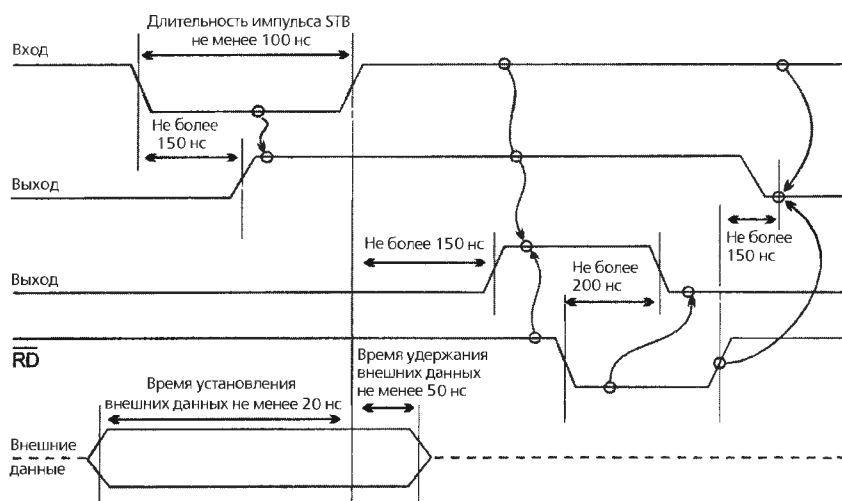 Длительность импульса STB
не менее 100 нс
Вход
Не более
150 нс
Выход
Не более 150 нс
Не более
200 нс
Не более
150 нс
Выход
RD
Время удержания
внешних данных
не менее 50 нс
Время установления
внешних данных не менее 20 нс
Внешние
данные